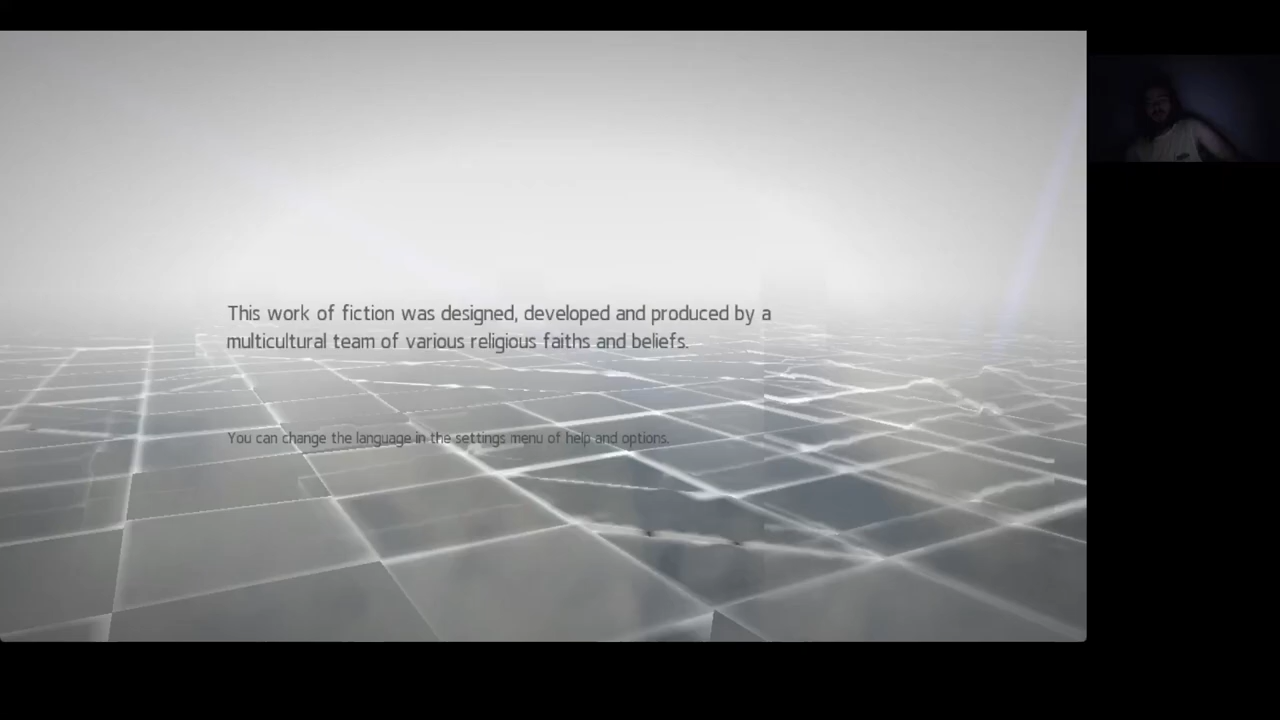 This work of fiction was designed, developed and produced by a
multicultural team of various religious faiths and beliefs.
You can change the language in the settings menu of help and options.